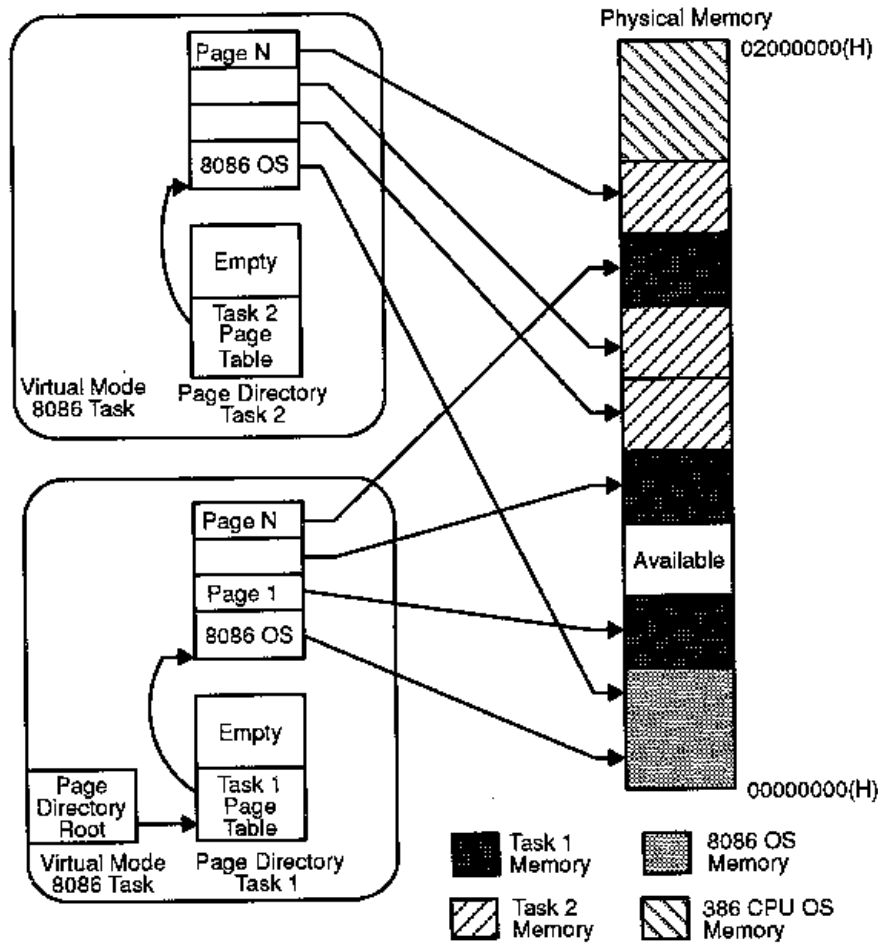 Physical Memory
02000000(H)
Page N
8086 OS
Empty
Task 2
Page
Table
Virtual Mode
8086 Task
Page Directory
Task 2
Page N
Page 1
8086 OS
Available
Empty
Page
Directory
Root
Task 1
Page
Table
00000000(H)
Virtual Mode
8086 Task
Page Directory
Task 1
Task 1
Memory
8086 OS
Memory
Task 2
Memory
386 CPU OS
Memory